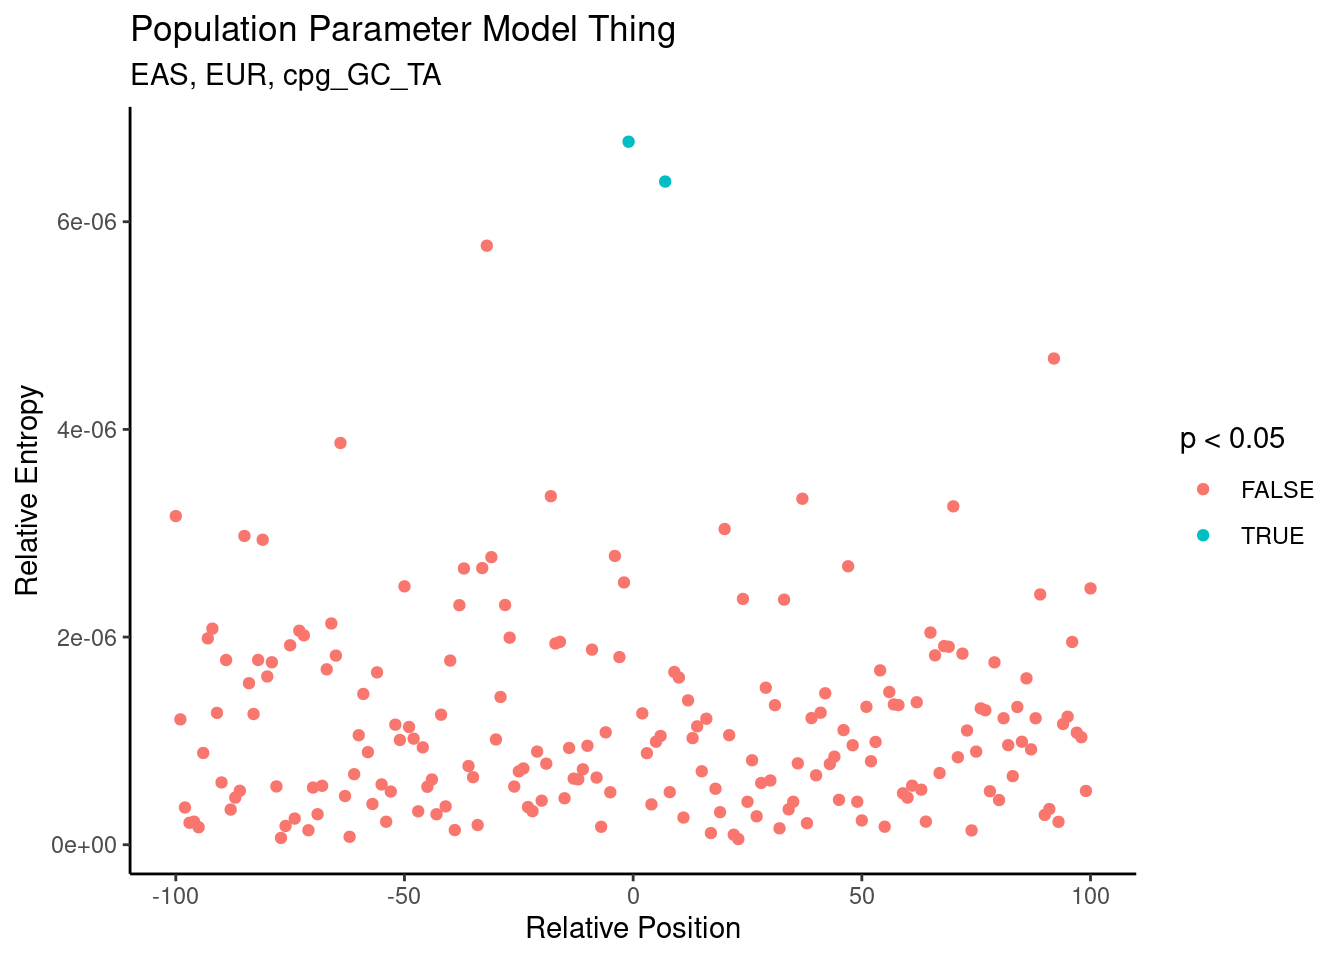 Population Parameter Model Thing
EAS, EUR, cpg_GC_TA
Relative Entropy
6e-06
4e-06
2e-06
0e+00
-100
-50
0
50
100
Relative Position
p < 0.05
FALSE
TRUE